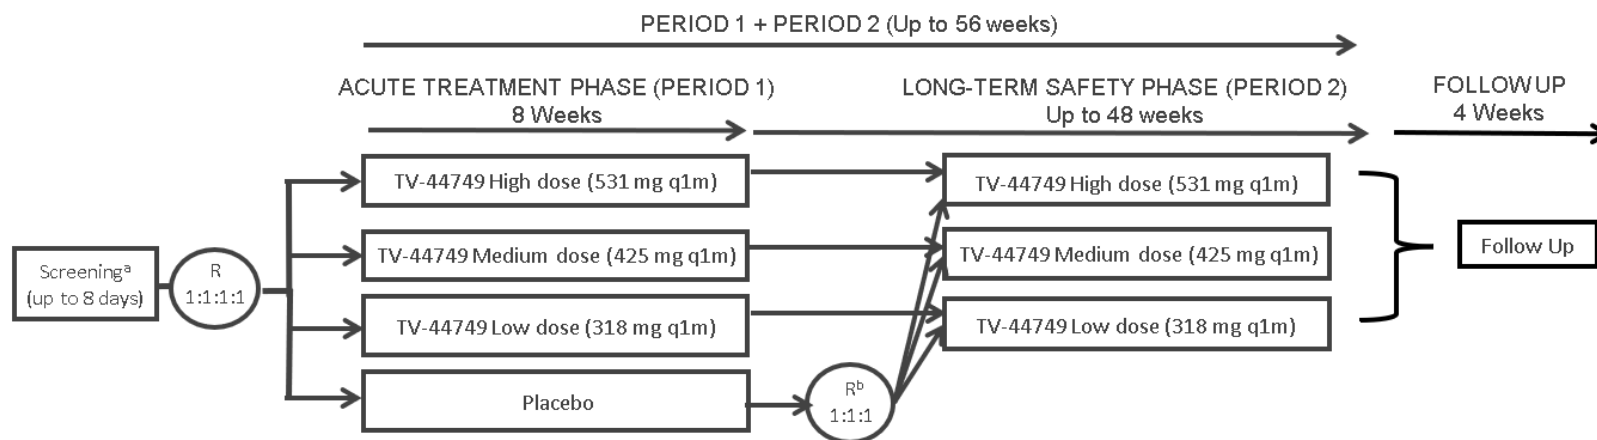 PERIOD 1 + PERIOD 2 (Up to 56 weeks)
ACUTE TREATMENT PHASE (PERIOD 1)
8 Weeks
LONG-TERM SAFETY PHASE (PERIOD 2)
Up to 48 weeks
FOLLOW UP
4 Weeks
Screeningᵃ
(up to 8 days)
R
1:1:1:1
TV-44749 High dose (531 mg q1m)
TV-44749 Medium dose (425 mg q1m)
TV-44749 Low dose (318 mg q1m)
Placebo
Rᵇ
1:1:1
TV-44749 High dose (531 mg q1m)
TV-44749 Medium dose (425 mg q1m)
TV-44749 Low dose (318 mg q1m)
Follow Up